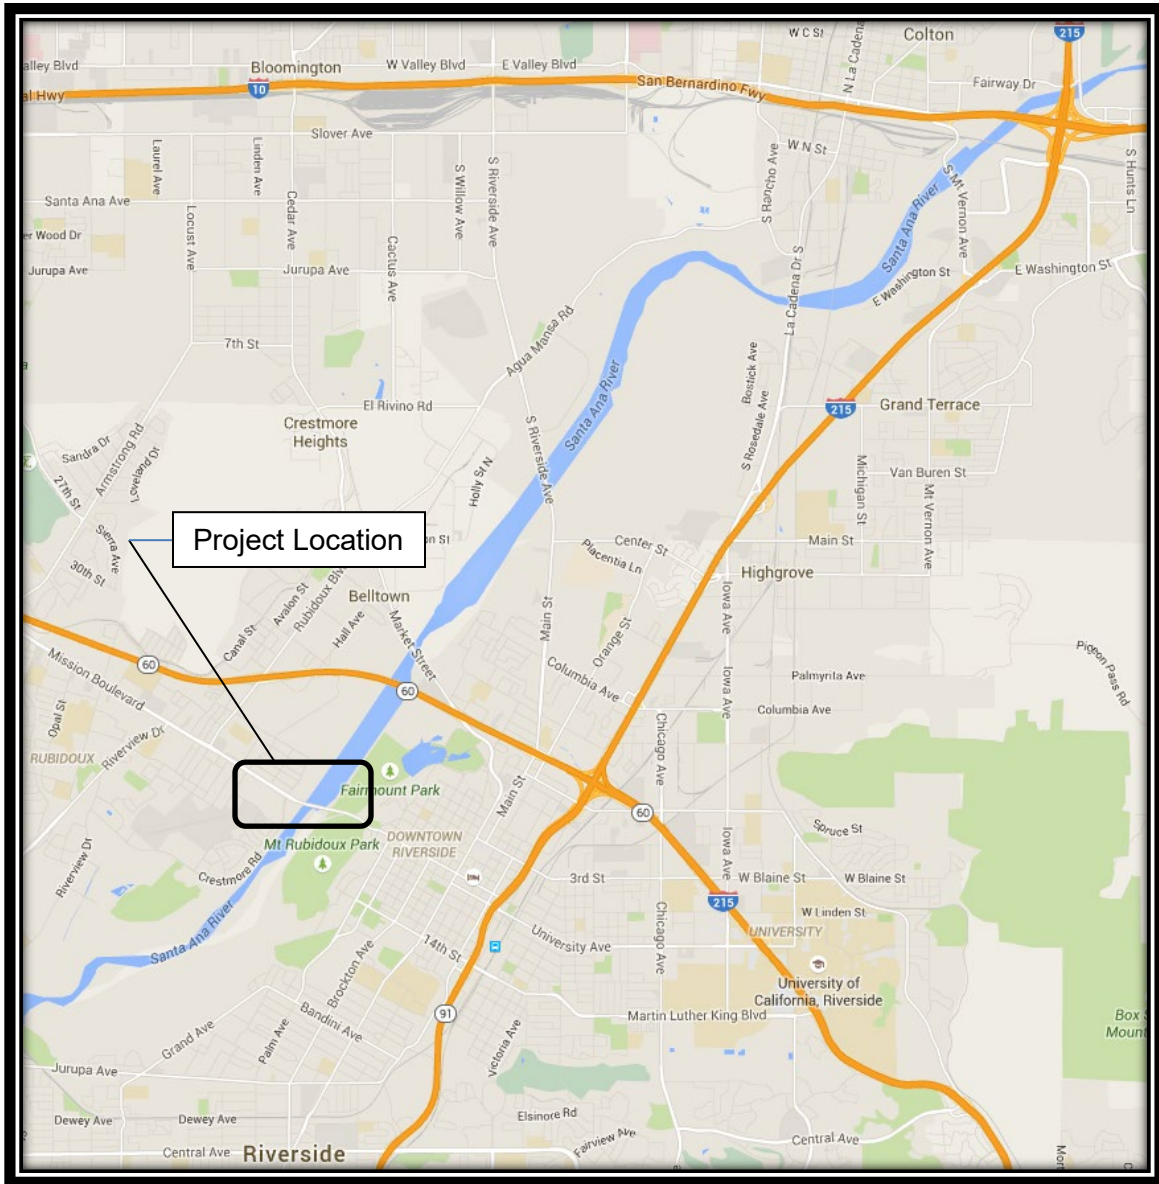 W C St
Colton
215
alley Blvd
Bloomington
W Valley Blvd
E Valley Blvd
N La Cadena
10
San Bernardino Fwy
Fairway Dr
al Hwy
Slover Ave
Laurel Ave
Linden Ave
S Willow Ave
S Riverside Ave
S Rancho Ave
W N St
S Mt Vernon Ave
S Hunts Ln
Santa Ana Ave
Locust Ave
Cedar Ave
Cactus Ave
Santa Ana River
er Wood Dr
Jurupa Ave
Jurupa Ave
La Cadena Dr S
E Washington St
E Washington St
7th St
Agua Mansa Rd
Santa Ana River
Bostick Ave
El Rivino Rd
215
Grand Terrace
Crestmore
Heights
S Riverside Ave
S Rosedale Ave
Sandra Dr
Armstrong Rd
Loveland Dr
27th St
Holly St N
Michigan St
Van Buren St
Mt Vernon Ave
Project Location
on St
Sierra Ave
30th St
Center St
Placentia Ln
Main St
Highgrove
Avalon St
Rubidoux Blv
Belltown
Hall Ave
Market Street
Main St
Orange St
Iowa Ave
Canal St
60
Mission Boulevard
60
Columbia Ave
Iowa Ave
Palmyrita Ave
Pigeon Pass Rd
Opal St
Columbia Ave
Chicago Ave
RUBIDOUX
Riverview Dr
Fairmount Park
Main St
60
Mt Rubidoux Park
DOWNTOWN
RIVERSIDE
Spruce St
Iowa Ave
Riverview Dr
Crestmore Rd
3rd St
W Blaine St
W Blaine St
215
Santa Ana River
Chicago Ave
W Linden St
UNIVERSITY
14th St
University Ave
Brockton Ave
University of
California, Riverside
91
Bandini Ave
Martin Luther King Blvd
Box S
Mount
Grand Ave
Palm Ave
Victoria Ave
Jurupa Ave
Dewey Ave
Dewey Ave
Elsinore Rd
Fairview Ave
Central Ave
Central Ave
Riverside
Mor